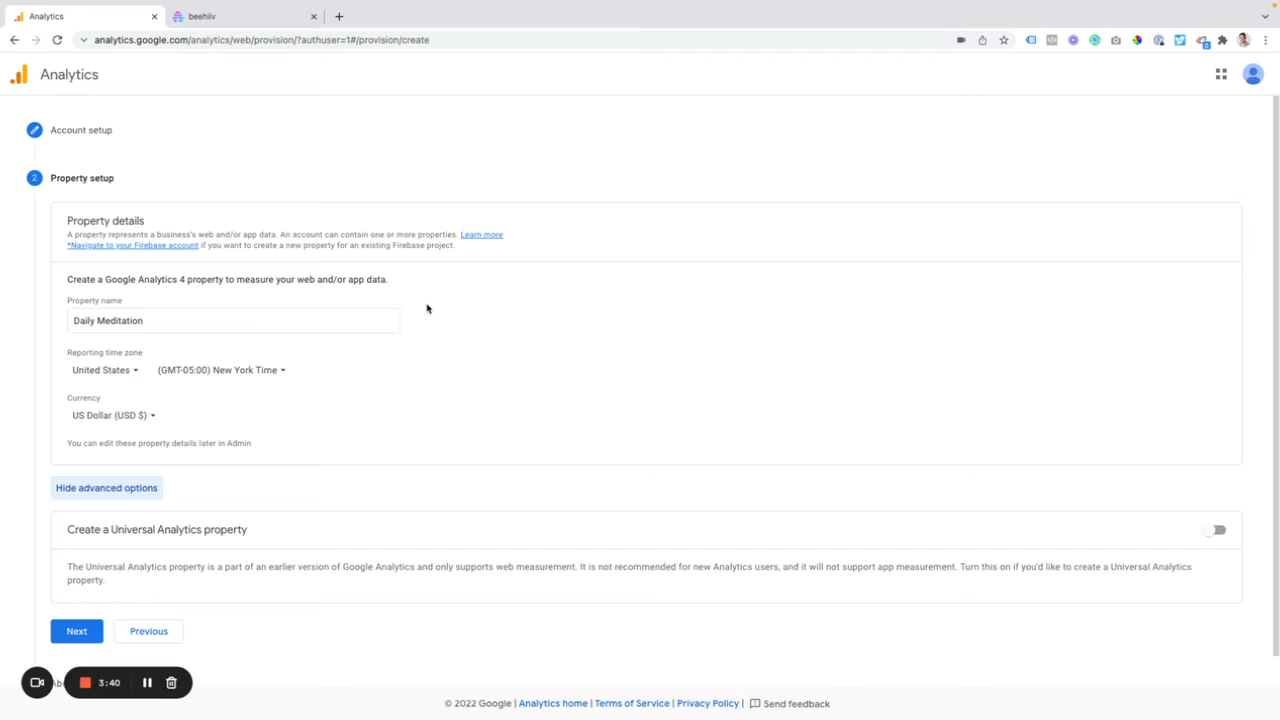 Analytics
beehiiv
analytics.google.com/analytics/web/provision/?authuser=1#/provision/create
Analytics
Account setup
2 Property setup
Property details
A property represents a business's web and/or app data. An account can contain one or more properties. Learn more
*Navigate to your Firebase account if you want to create a new property for an existing Firebase project.
Create a Google Analytics 4 property to measure your web and/or app data.
Property name
Daily Meditation
Reporting time zone
United States (GMT-05:00) New York Time
Currency
US Dollar (USD $)
You can edit these property details later in Admin
Hide advanced options
Create a Universal Analytics property
The Universal Analytics property is a part of an earlier version of Google Analytics and only supports web measurement. It is not recommended for new Analytics users, and it will not support app measurement. Turn this on if you'd like to create a Universal Analytics
property.
Next Previous
3:40
© 2022 Google | Analytics home | Terms of Service | Privacy Policy | Send feedback